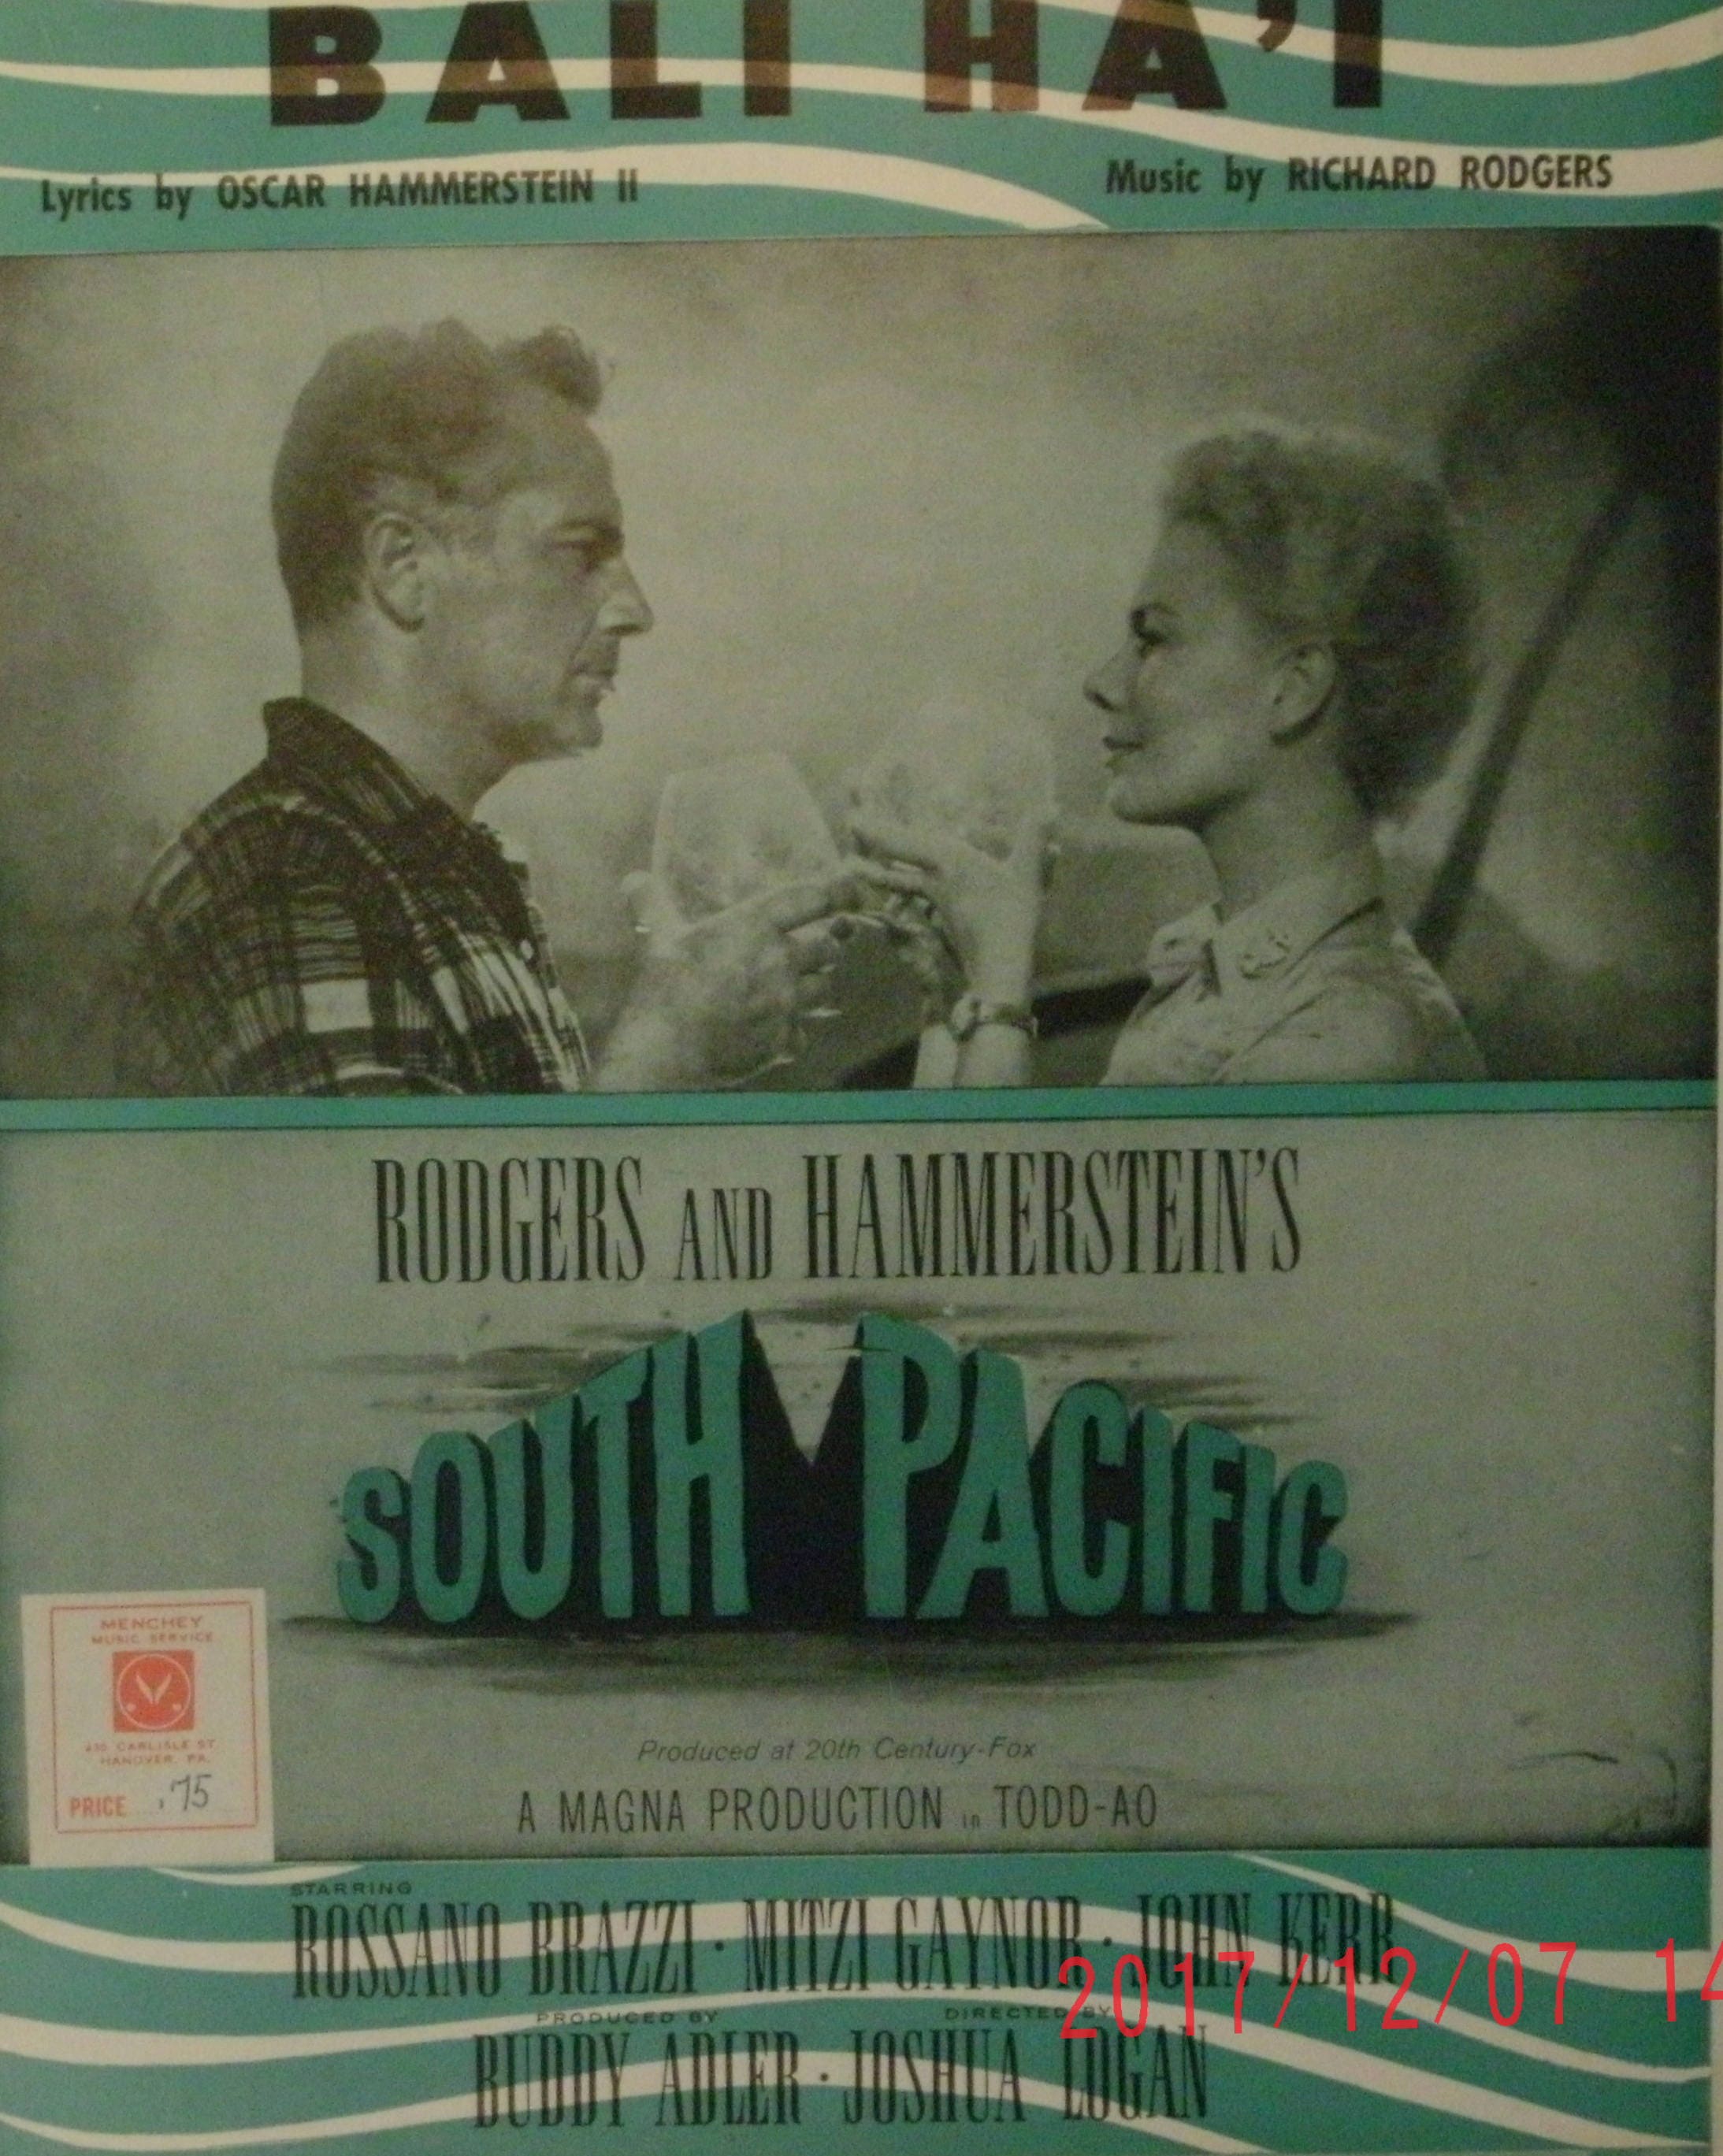 BALI HA'I
Lyrics by OSCAR HAMMERSTEIN II
Music by RICHARD RODGERS
RODGERS AND HAMMERSTEIN'S
SOUTH PACIFIC
MENCHEY
MUSIC SERVICE
CARLISLE ST
HANOVER, PA.
PRICE .75
Produced at 20th Century-Fox
A MAGNA PRODUCTION in TODD-AO
STARRING
ROSSANO BRAZZI · MITZI GAYNOR · JOHN KERR
2017/12/07 14
PRODUCED BY DIRECTED BY
BUDDY ADLER · JOSHUA LOGAN